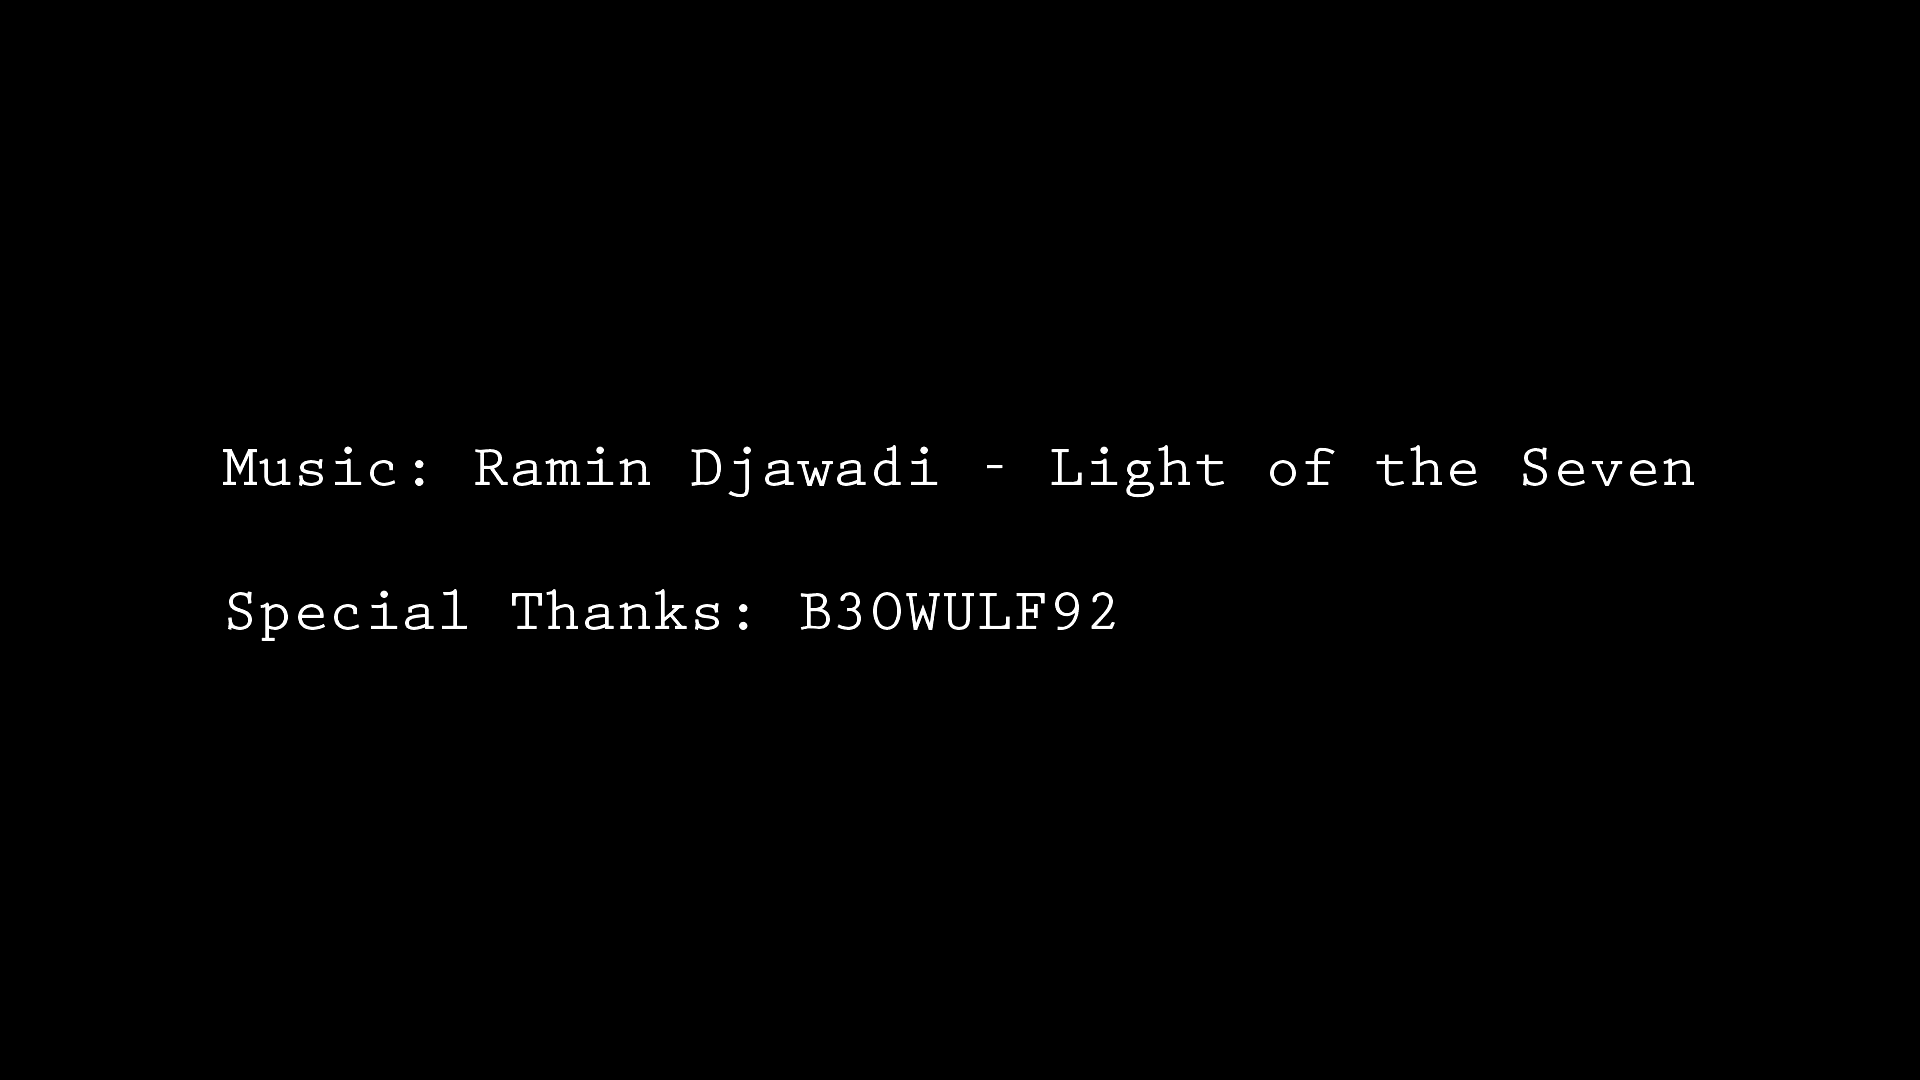 Music: Ramin Djawadi - Light of the Seven
Special Thanks: B3OWULF92